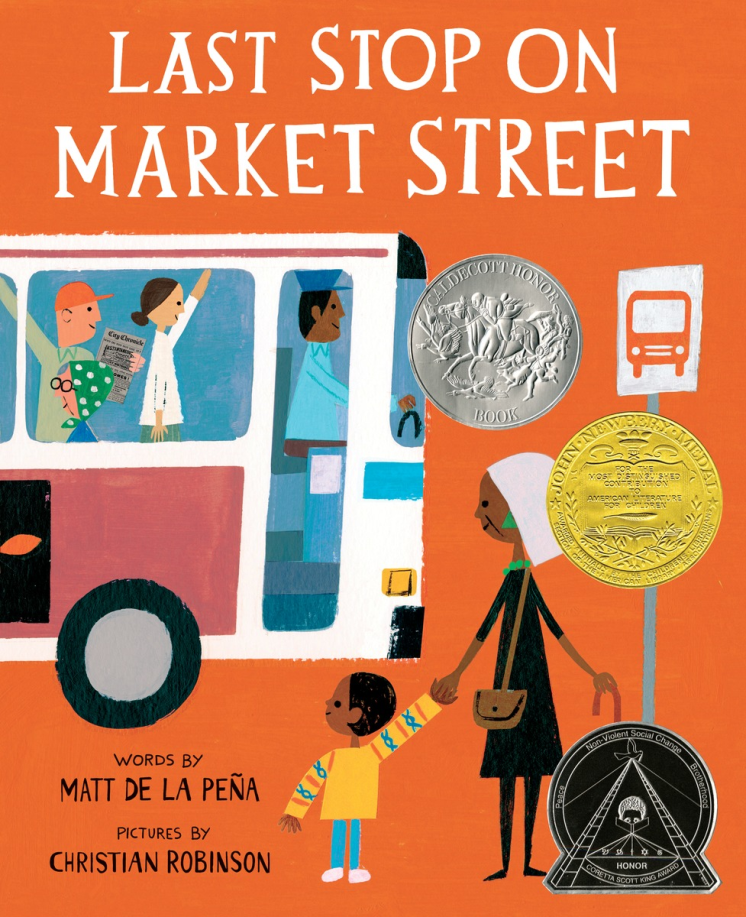 LAST STOP ON
MARKET STREET
CALDECOTT HONOR
BOOK
City Chronicle
JOHN · NEWBERY · MEDAL
FOR THE
MOST DISTINGUISHED
CONTRIBUTION
TO
AMERICAN LITERATURE
FOR CHILDREN
WORDS BY
MATT DE LA PEÑA
PICTURES BY
CHRISTIAN ROBINSON
Peace
Non-Violent Social Change
Brotherhood
HONOR
CORETTA SCOTT KING AWARD